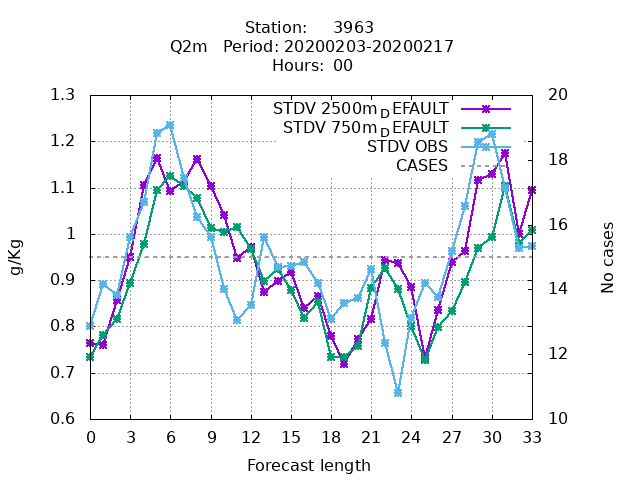 Station: 3963
Q2m Period: 20200203-20200217
Hours: 00
STDV 2500m_DEFAULT
STDV 750m_DEFAULT
STDV OBS
CASES
1.3
1.2
1.1
1
0.9
0.8
0.7
0.6
g/Kg
20
18
16
14
12
10
No cases
0 3 6 9 12 15 18 21 24 27 30 33
Forecast length